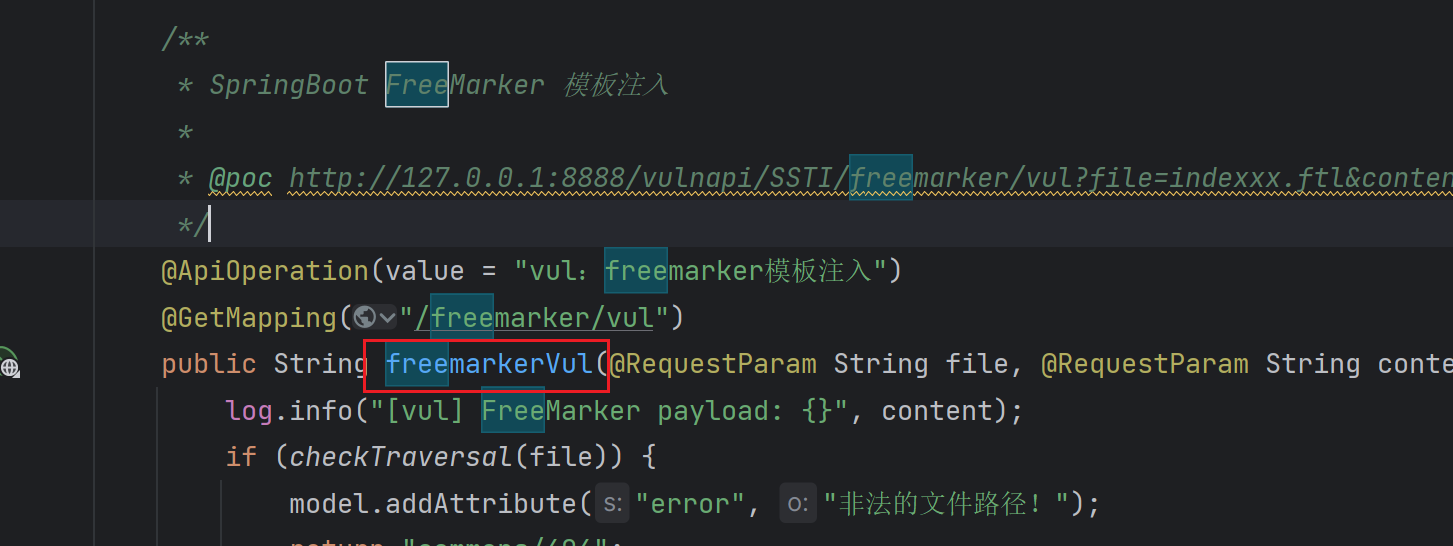 /**
* SpringBoot FreeMarker 模板注入
*
* @poc http://127.0.0.1:8888/vulnapi/SSTI/freemarker/vul?file=indexxx.ftl&conten
*/
@ApiOperation(value = "vul：freemarker模板注入")
@GetMapping("/freemarker/vul")
public String freemarkerVul(@RequestParam String file, @RequestParam String conte
log.info("[vul] FreeMarker payload: {}", content);
if (checkTraversal(file)) {
model.addAttribute(s: "error", o: "非法的文件路径！");
return